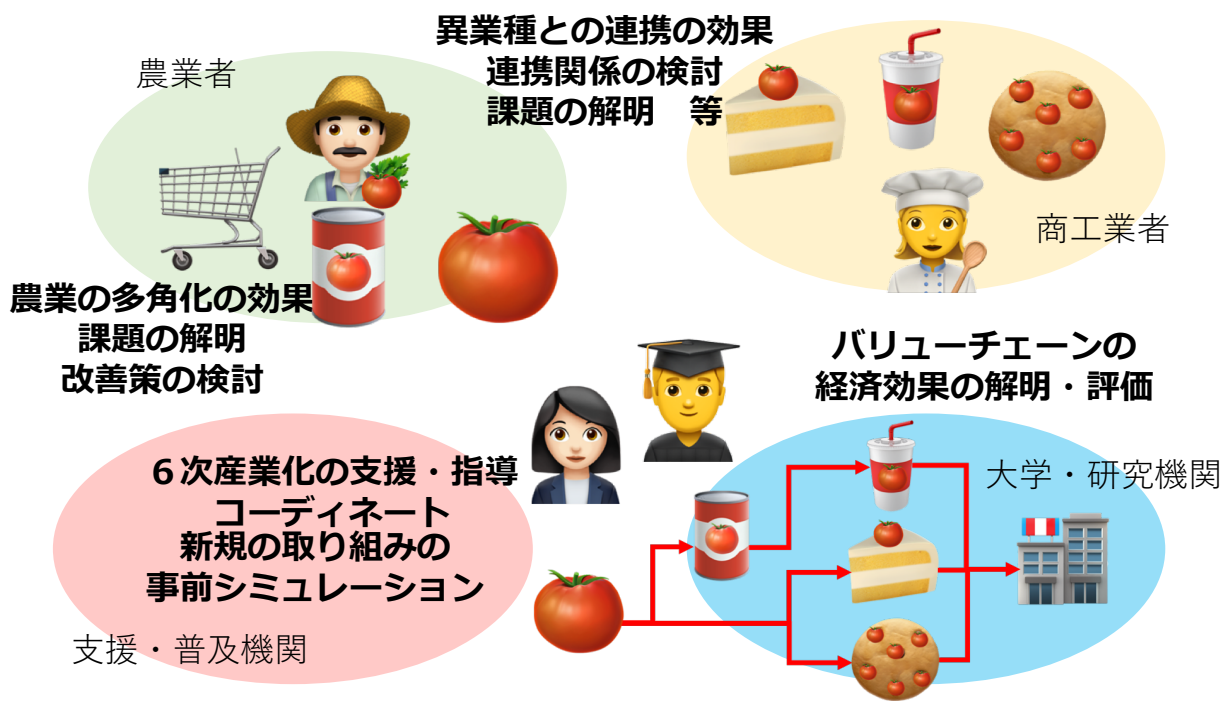 農業者
異業種との連携の効果
連携関係の検討
課題の解明　等
商工業者
農業の多角化の効果
課題の解明
改善策の検討
バリューチェーンの
経済効果の解明・評価
６次産業化の支援・指導
コーディネート
新規の取り組みの
事前シミュレーション
支援・普及機関
大学・研究機関